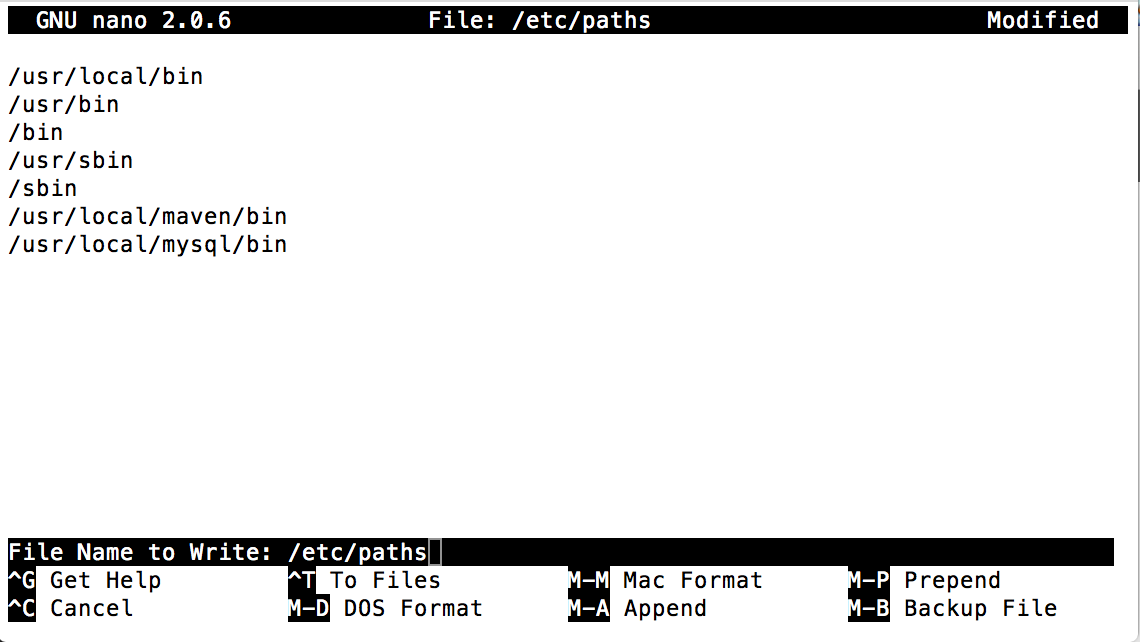 GNU nano 2.0.6 File: /etc/paths Modified
/usr/local/bin
/usr/bin
/bin
/usr/sbin
/sbin
/usr/local/maven/bin
/usr/local/mysql/bin
File Name to Write: /etc/paths
^G Get Help ^T To Files M-M Mac Format M-P Prepend
^C Cancel M-D DOS Format M-A Append M-B Backup File